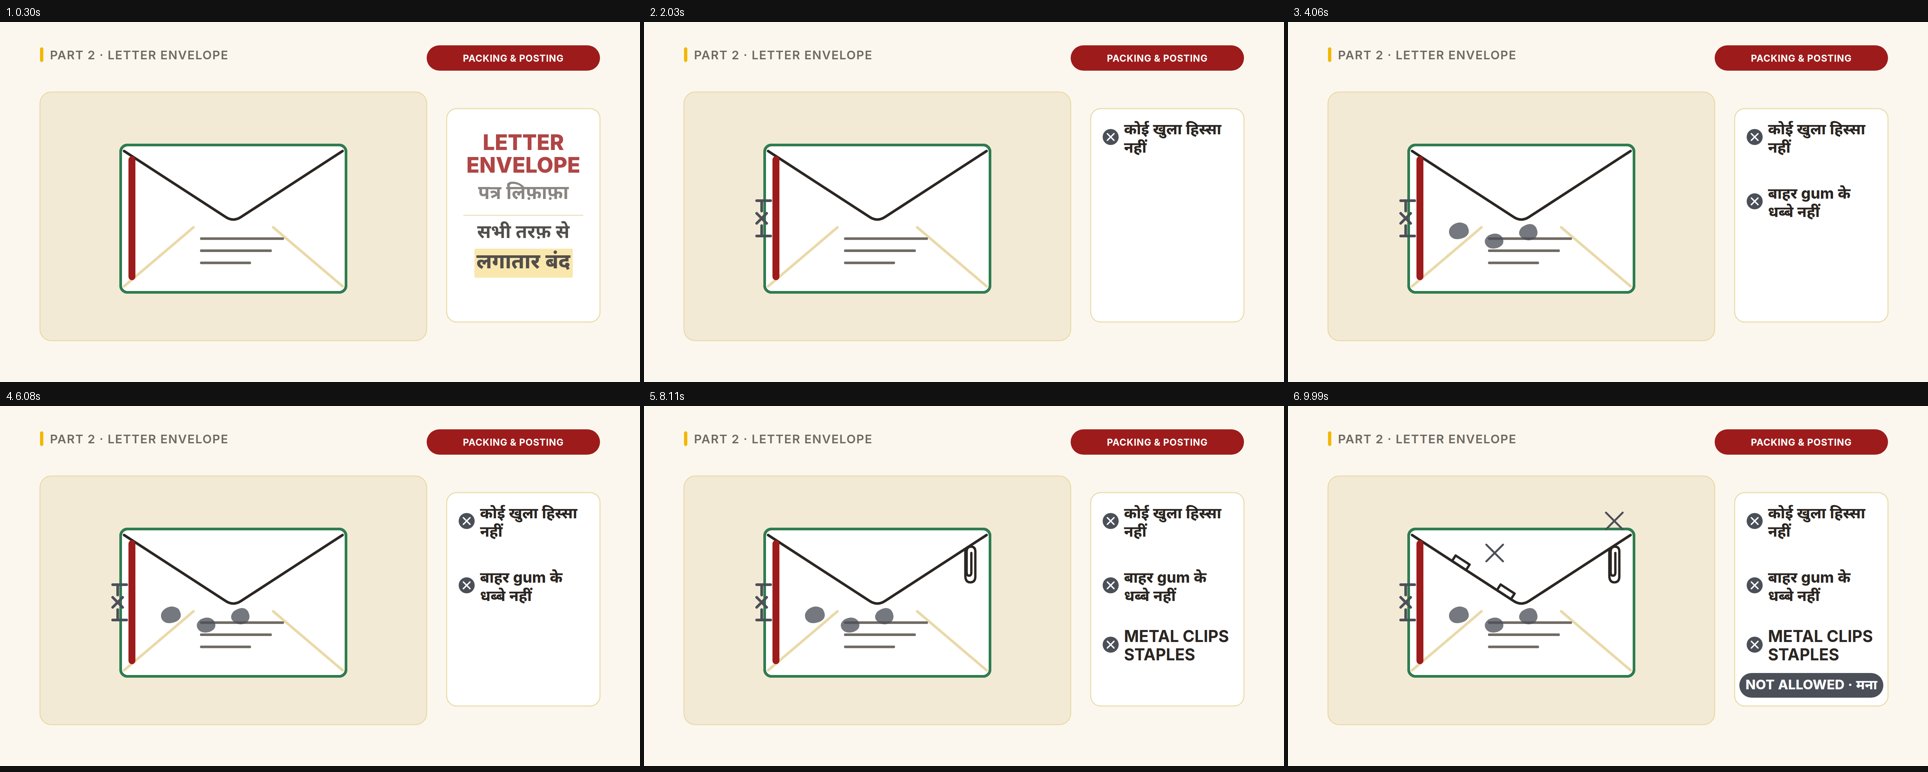 1. 0.30s
PART 2 · LETTER ENVELOPE
PACKING & POSTING
LETTER
ENVELOPE
पत्र लिफ़ाफ़ा
सभी तरफ़ से
लगातार बंद
2. 2.03s
PART 2 · LETTER ENVELOPE
PACKING & POSTING
कोई खुला हिस्सा
नहीं
3. 4.06s
PART 2 · LETTER ENVELOPE
PACKING & POSTING
कोई खुला हिस्सा
नहीं
बाहर gum के
धब्बे नहीं
4. 6.08s
PART 2 · LETTER ENVELOPE
PACKING & POSTING
कोई खुला हिस्सा
नहीं
बाहर gum के
धब्बे नहीं
5. 8.11s
PART 2 · LETTER ENVELOPE
PACKING & POSTING
कोई खुला हिस्सा
नहीं
बाहर gum के
धब्बे नहीं
METAL CLIPS
STAPLES
6. 9.99s
PART 2 · LETTER ENVELOPE
PACKING & POSTING
कोई खुला हिस्सा
नहीं
बाहर gum के
धब्बे नहीं
METAL CLIPS
STAPLES
NOT ALLOWED · मना